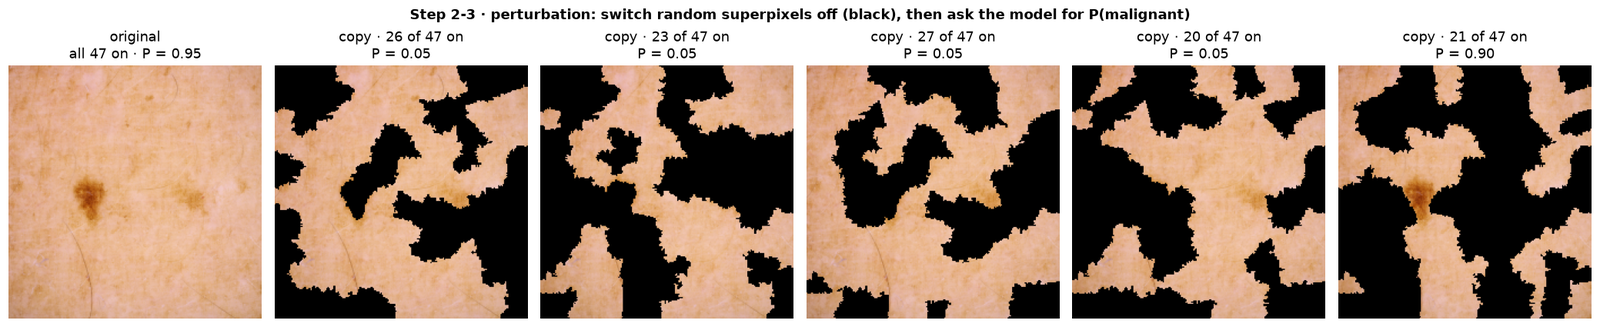 Step 2-3 · perturbation: switch random superpixels off (black), then ask the model for P(malignant)
original
all 47 on · P = 0.95
copy · 26 of 47 on
P = 0.05
copy · 23 of 47 on
P = 0.05
copy · 27 of 47 on
P = 0.05
copy · 20 of 47 on
P = 0.05
copy · 21 of 47 on
P = 0.90